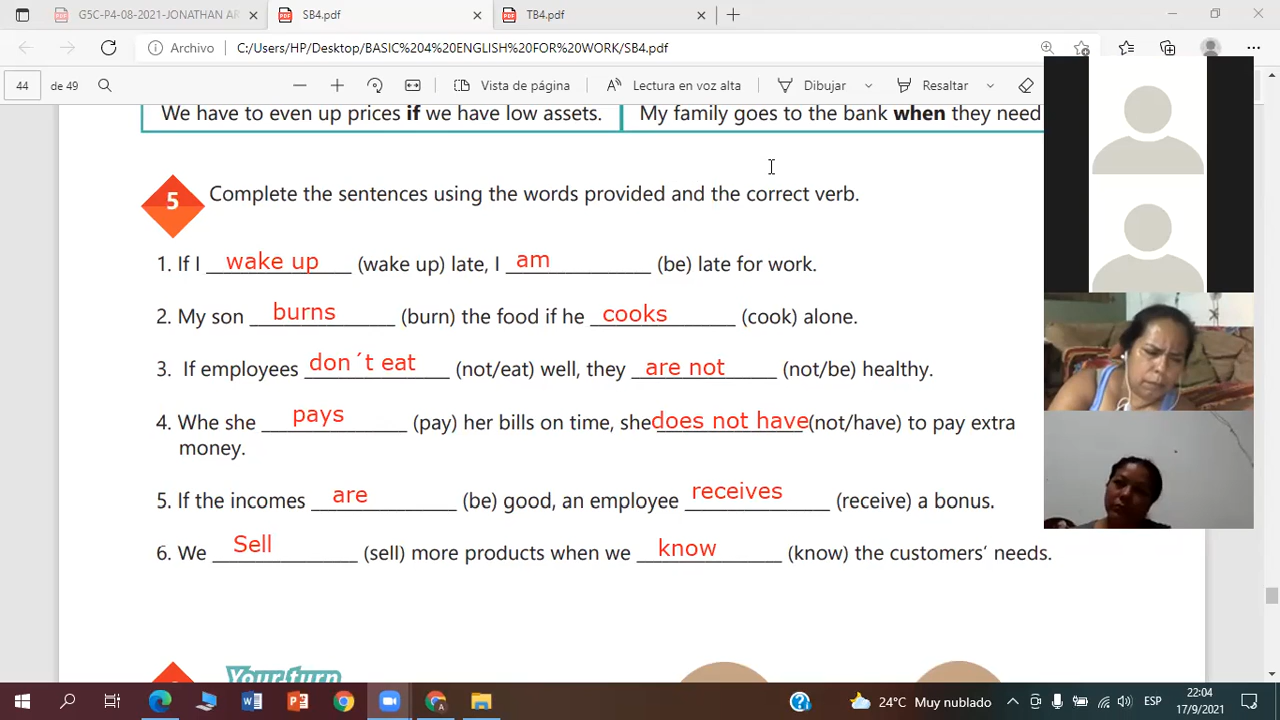 G5C-P4-08-2021-JONATHAN AR
SB4.pdf
TB4.pdf
Archivo
C:/Users/HP/Desktop/BASIC%204%20ENGLISH%20FOR%20WORK/SB4.pdf
44 de 49
Vista de página
Lectura en voz alta
Dibujar
Resaltar
We have to even up prices if we have low assets.
My family goes to the bank when they need
5 Complete the sentences using the words provided and the correct verb.
1. If I wake up (wake up) late, I am (be) late for work.
2. My son burns (burn) the food if he cooks (cook) alone.
3. If employees don´t eat (not/eat) well, they are not (not/be) healthy.
4. Whe she pays (pay) her bills on time, she does not have (not/have) to pay extra
money.
5. If the incomes are (be) good, an employee receives (receive) a bonus.
6. We Sell (sell) more products when we know (know) the customers' needs.
Your turn
24°C Muy nublado
ESP
22:04
17/9/2021